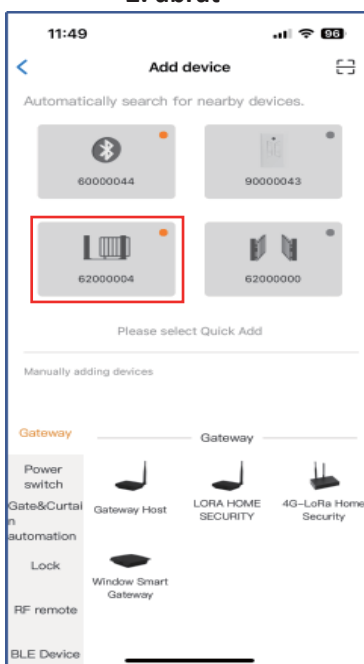 11:49
96
Add device
Automatically search for nearby devices.
60000044
90000043
62000004
62000000
Please select Quick Add
Manually adding devices
Gateway
Gateway
Power
switch
Gate&Curtai
n
automation
Lock
RF remote
BLE Device
Gateway Host
LORA HOME
SECURITY
4G-LoRa Home
Security
Window Smart
Gateway